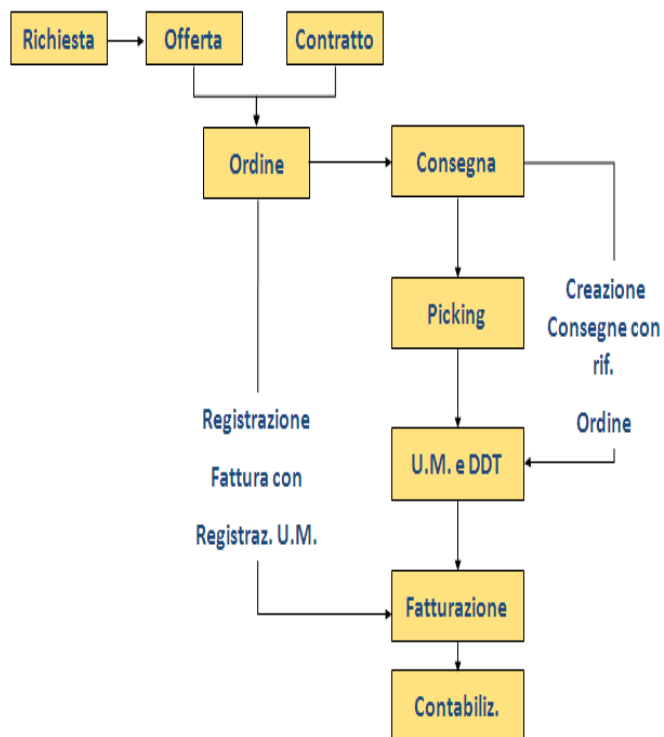 Richiesta
Offerta
Contratto
Ordine
Consegna
Picking
Creazione
Consegne con
rif.
Ordine
Registrazione
Fattura con
Registraz. U.M.
U.M. e DDT
Fatturazione
Contabiliz.